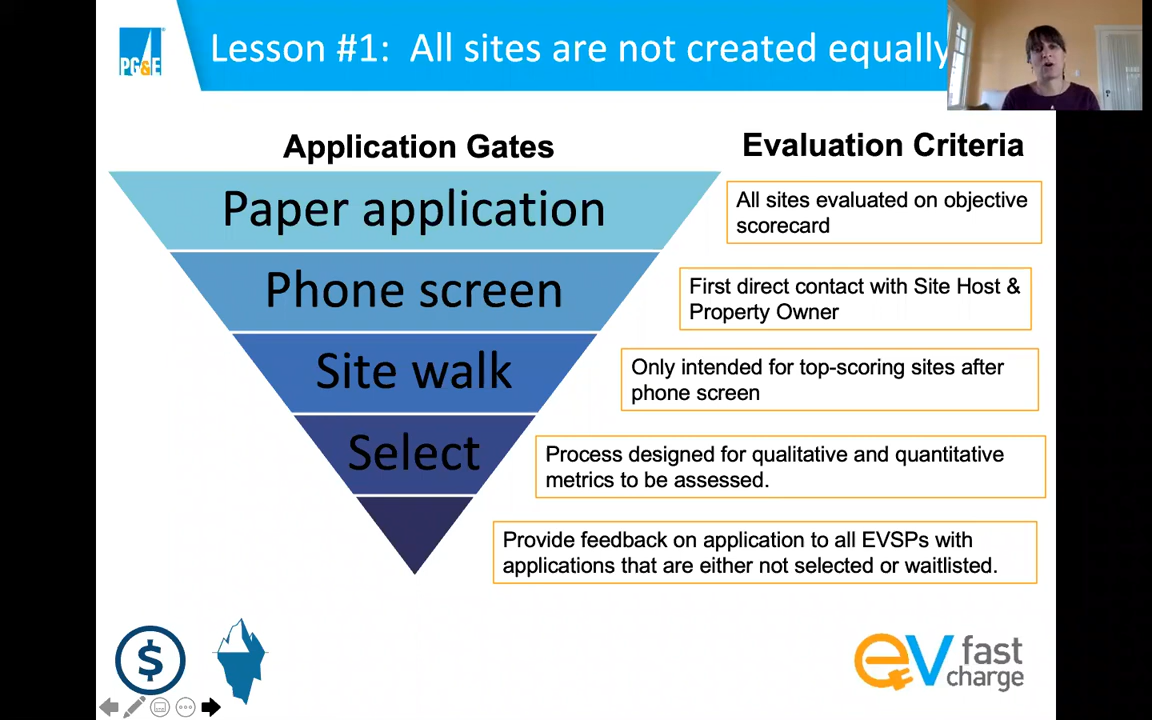 PG&E
Lesson #1: All sites are not created equally
Application Gates
Evaluation Criteria
Paper application
All sites evaluated on objective
scorecard
Phone screen
First direct contact with Site Host &
Property Owner
Site walk
Only intended for top-scoring sites after
phone screen
Select
Process designed for qualitative and quantitative
metrics to be assessed.
Provide feedback on application to all EVSPs with
applications that are either not selected or waitlisted.
$
eV fast
charge